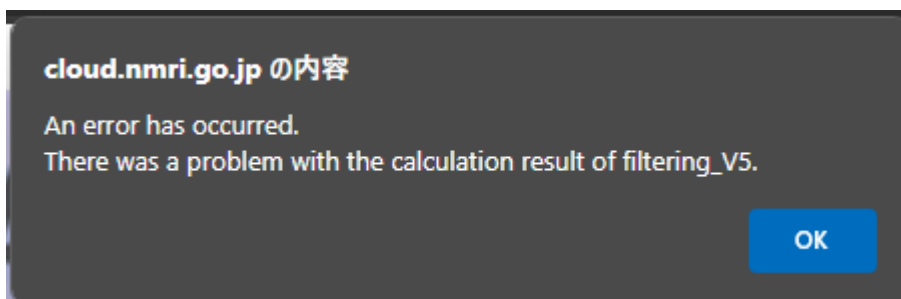 cloud.nmri.go.jp の内容
An error has occurred.
There was a problem with the calculation result of filtering_V5.
OK